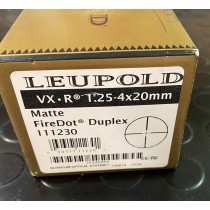 LEUPOLD
VX·R® 1.25-4x20mm
Matte
FireDot® Duplex
111230